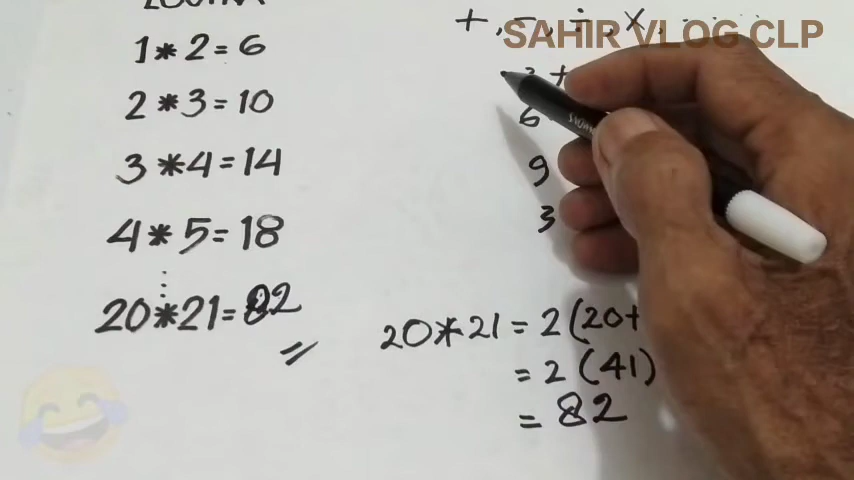 +, -, ÷, ×,
SAHIR VLOG CLP
1 * 2 = 6
2 * 3 = 10
3 * 4 = 14
4 * 5 = 18
⋮
20 * 21 = 82
3 +
6
9
3
20 * 21 = 2 (20+
= 2 (41)
= 82